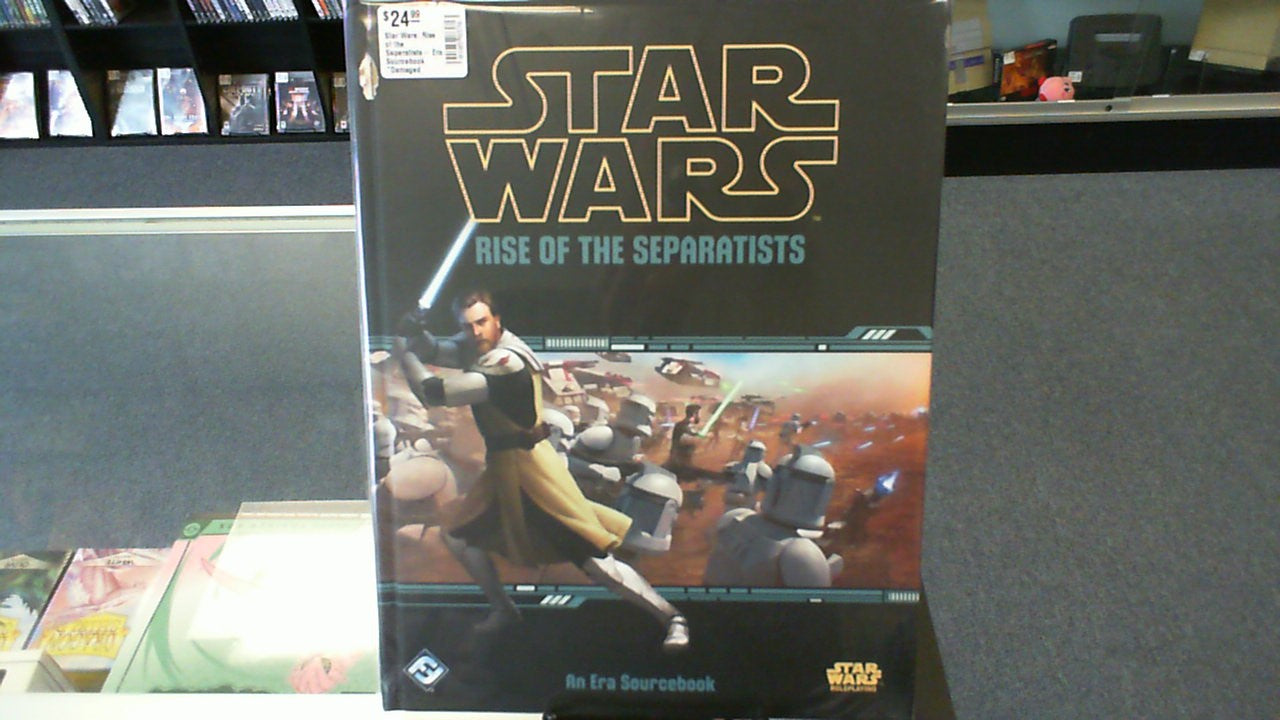 $24.99
Star Wars: Rise
of the
Separatists - Era
Sourcebook
*Damaged
STAR
WARS
RISE OF THE SEPARATISTS
An Era Sourcebook
STAR
WARS
ROLEPLAYING